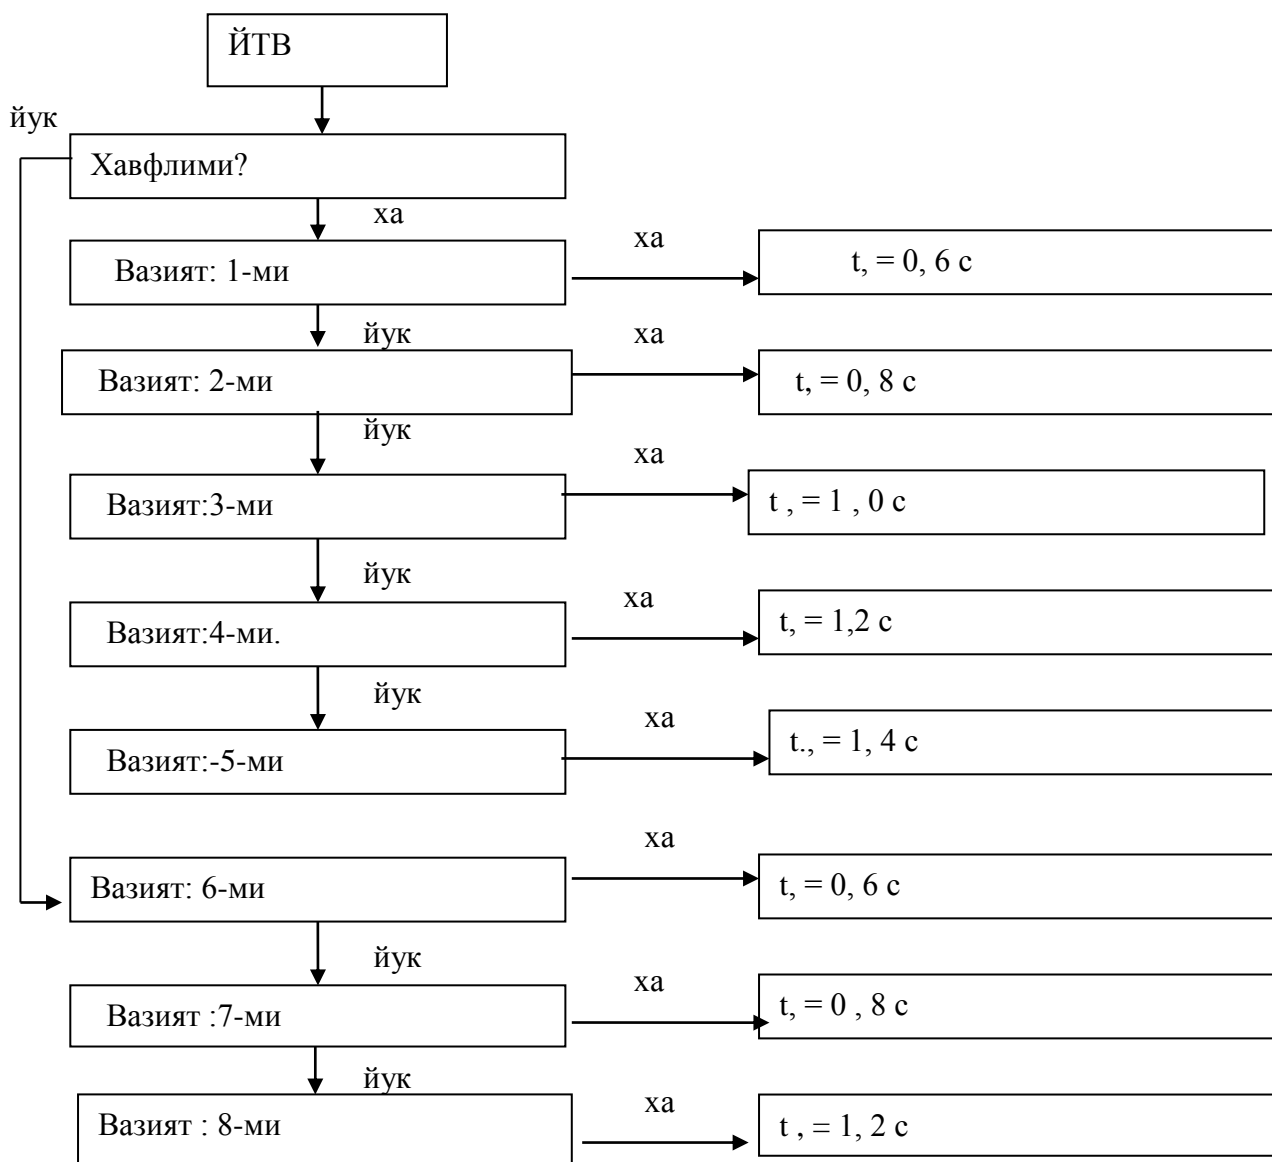 ЙТВ
йук
Хавфлими?
ха
ха
Вазият: 1-ми
t, = 0, 6 с
йук
ха
Вазият: 2-ми
t, = 0, 8 с
йук
ха
Вазият:3-ми
t , = 1 , 0 с
йук
ха
Вазият:4-ми.
t, = 1,2 с
йук
ха
Вазият:-5-ми
t., = 1, 4 с
ха
Вазият: 6-ми
t, = 0, 6 с
йук
ха
Вазият :7-ми
t, = 0 , 8 с
йук
ха
Вазият : 8-ми
t , = 1, 2 с